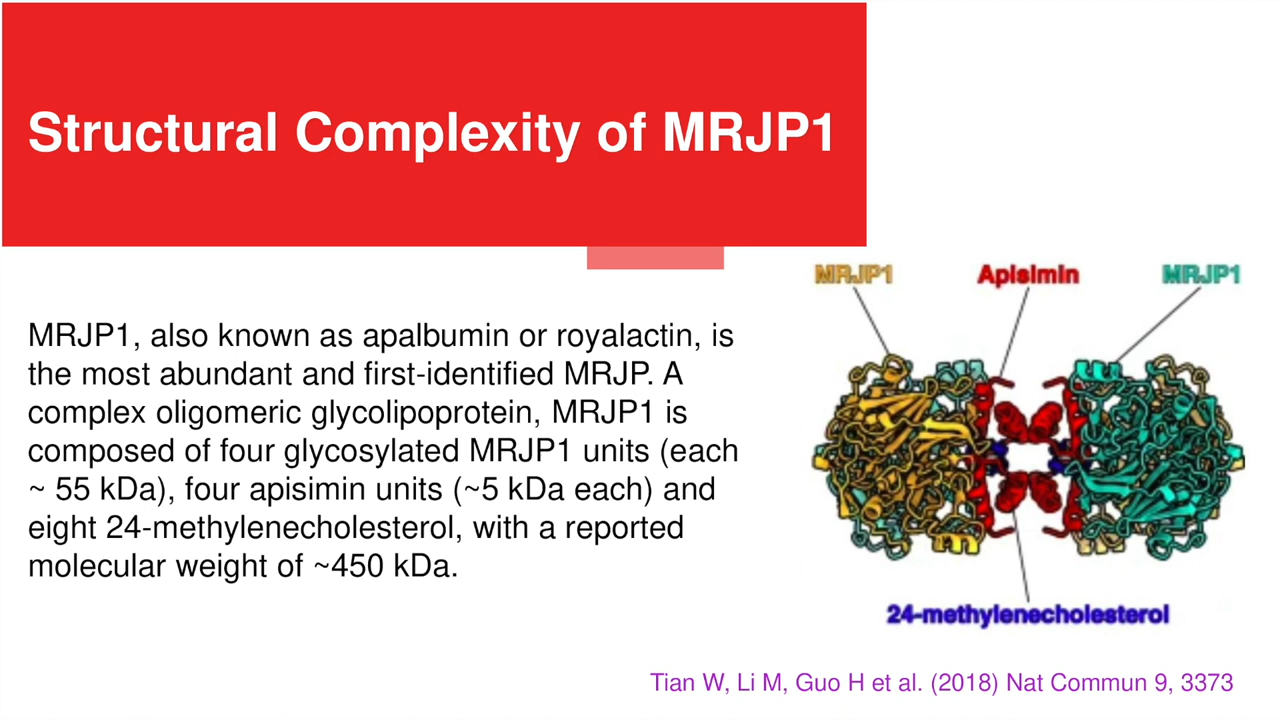 Structural Complexity of MRJP1
MRJP1, also known as apalbumin or royalactin, is
the most abundant and first-identified MRJP. A
complex oligomeric glycolipoprotein, MRJP1 is
composed of four glycosylated MRJP1 units (each
~ 55 kDa), four apisimin units (~5 kDa each) and
eight 24-methylenecholesterol, with a reported
molecular weight of ~450 kDa.
MRJP1 Apisimin MRJP1
24-methylenecholesterol
Tian W, Li M, Guo H et al. (2018) Nat Commun 9, 3373